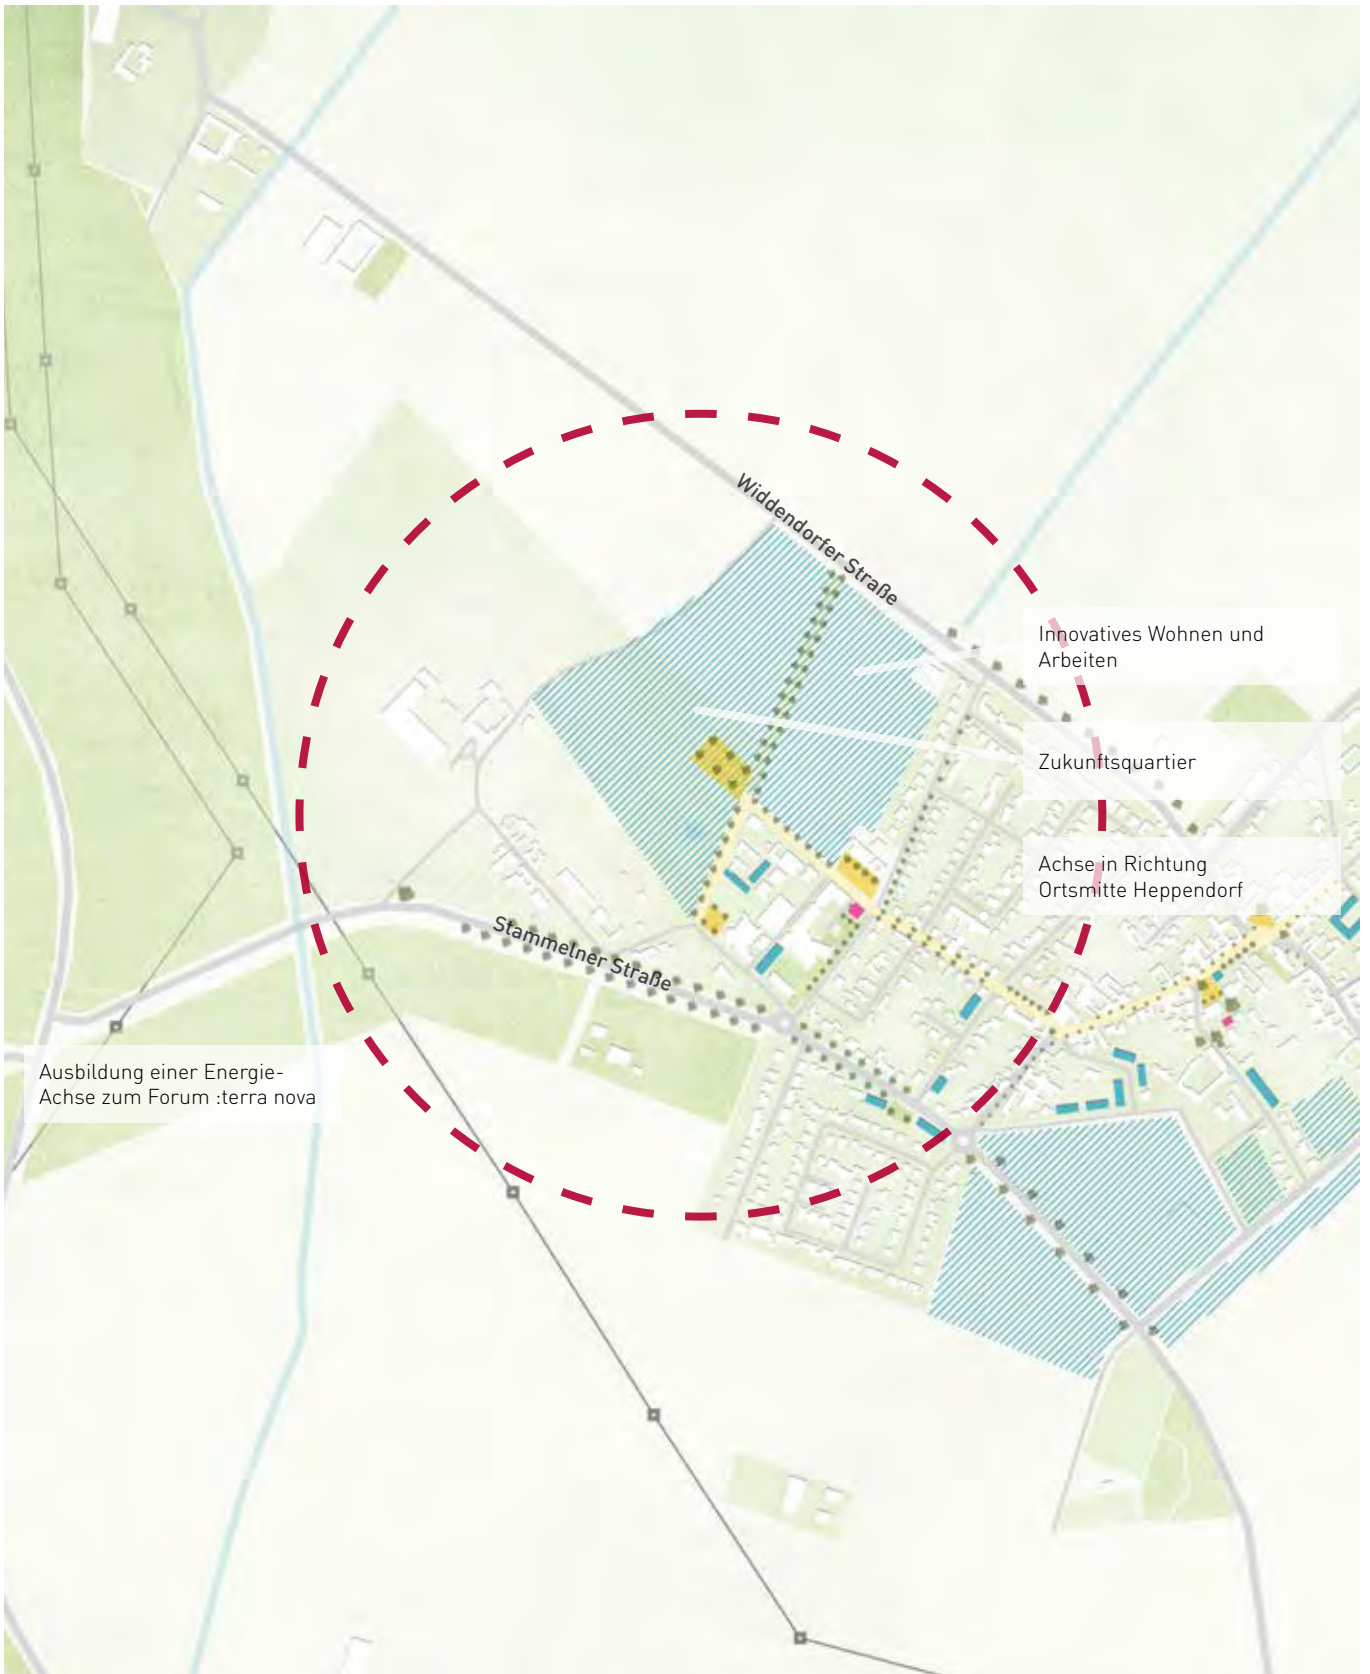 Widdendorfer Straße
Innovatives Wohnen und
Arbeiten
Zukunftsquartier
Achse in Richtung
Ortsmitte Heppendorf
Stammelner Straße
Ausbildung einer Energie-
Achse zum Forum :terra nova